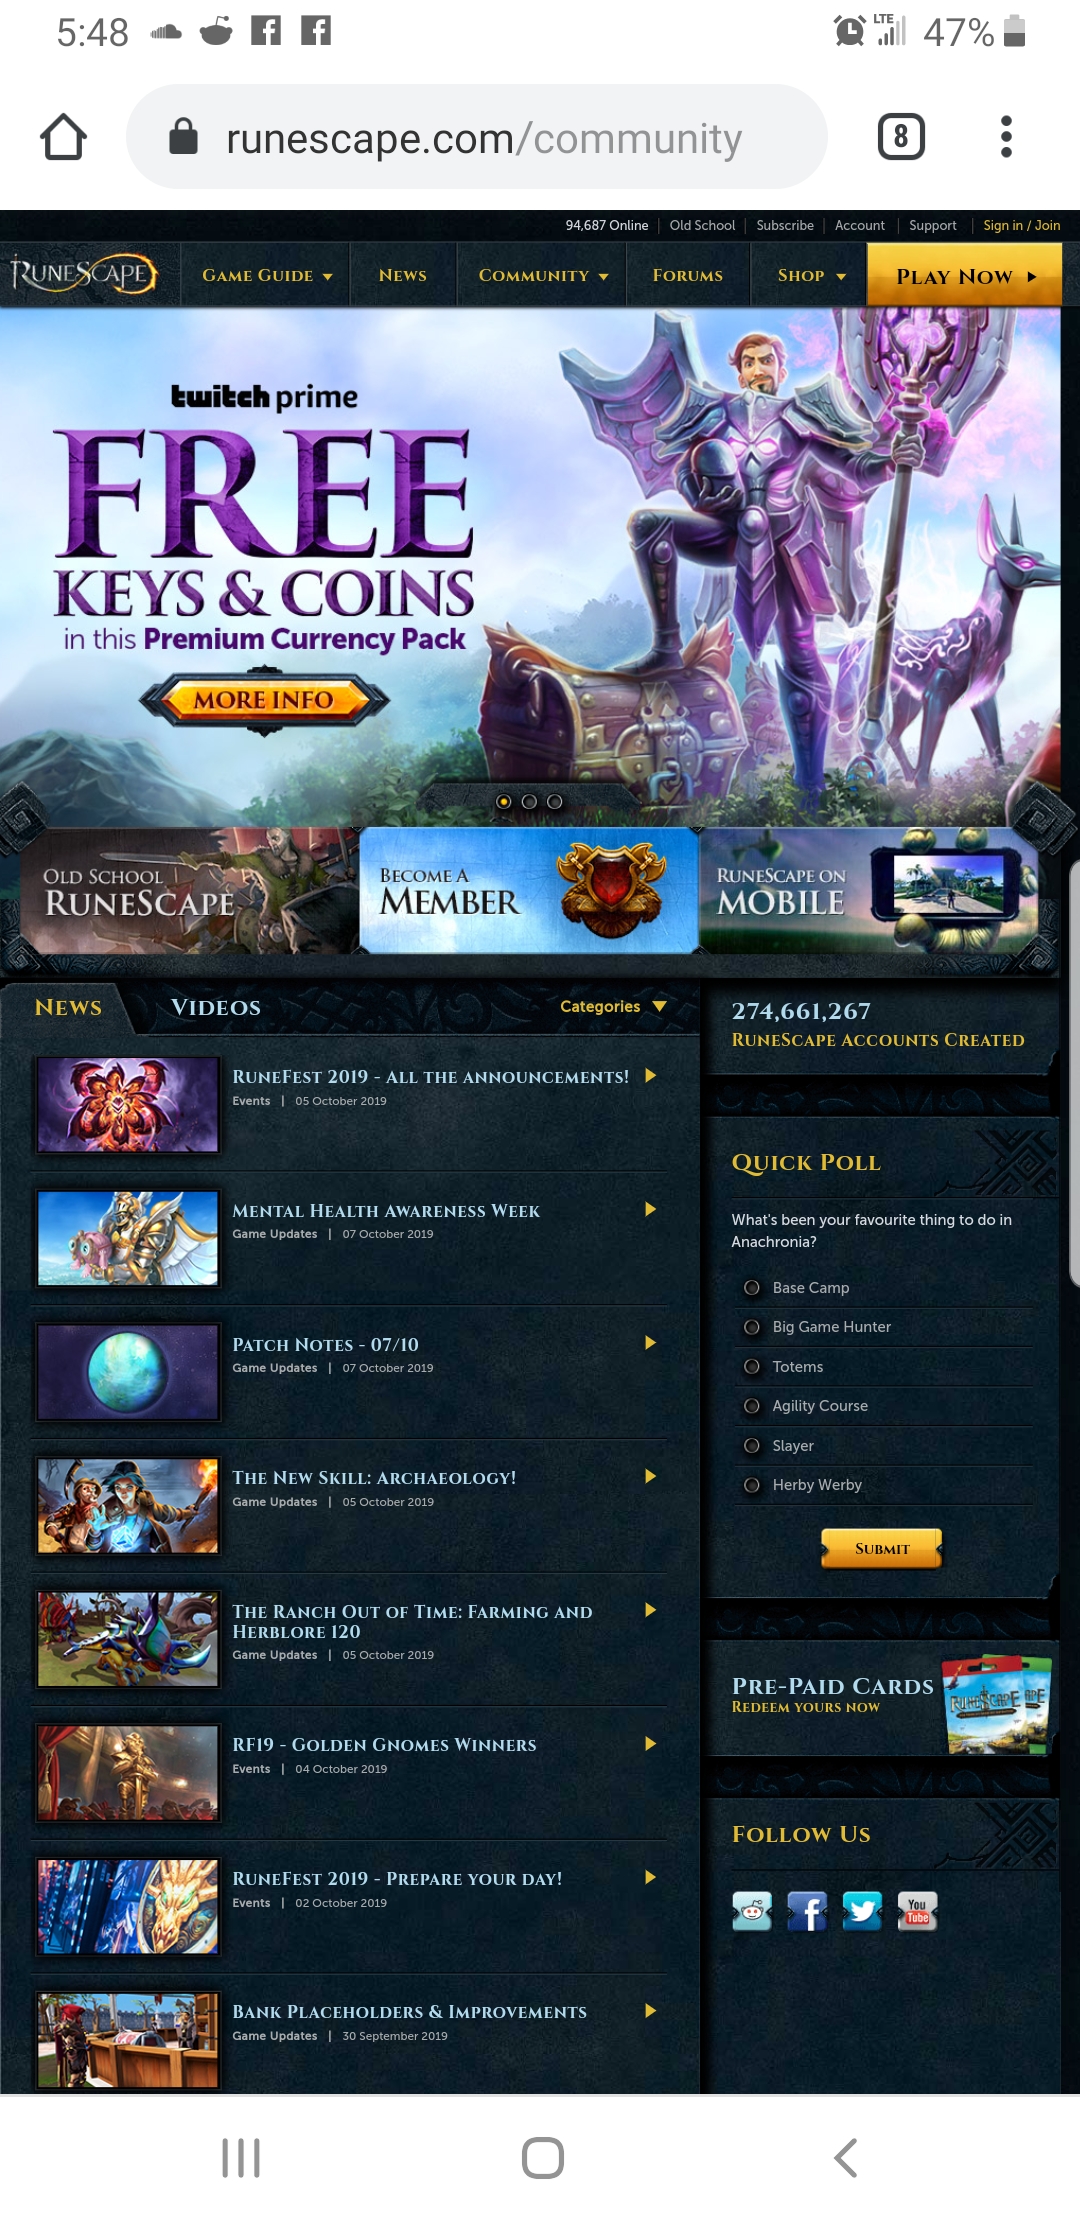 5:48
LTE
47%
runescape.com/community
8
94,687 Online
Old School
Subscribe
Account
Support
Sign in / Join
RuneScape
Game Guide
News
Community
Forums
Shop
Play Now
twitch prime
FREE
KEYS & COINS
in this Premium Currency Pack
MORE INFO
Old School
RuneScape
Become a
Member
RuneScape on
Mobile
News
Videos
Categories
274,661,267
RuneScape Accounts Created
RuneFest 2019 - All the announcements!
Events | 05 October 2019
Mental Health Awareness Week
Game Updates | 07 October 2019
Patch Notes - 07/10
Game Updates | 07 October 2019
The New Skill: Archaeology!
Game Updates | 05 October 2019
The Ranch Out of Time: Farming and
Herblore 120
Game Updates | 05 October 2019
RF19 - Golden Gnomes Winners
Events | 04 October 2019
RuneFest 2019 - Prepare your day!
Events | 02 October 2019
Bank Placeholders & Improvements
Game Updates | 30 September 2019
Quick Poll
What's been your favourite thing to do in
Anachronia?
Base Camp
Big Game Hunter
Totems
Agility Course
Slayer
Herby Werby
Submit
Pre-Paid Cards
Redeem yours now
RuneScape
APE
Follow Us
You
Tube